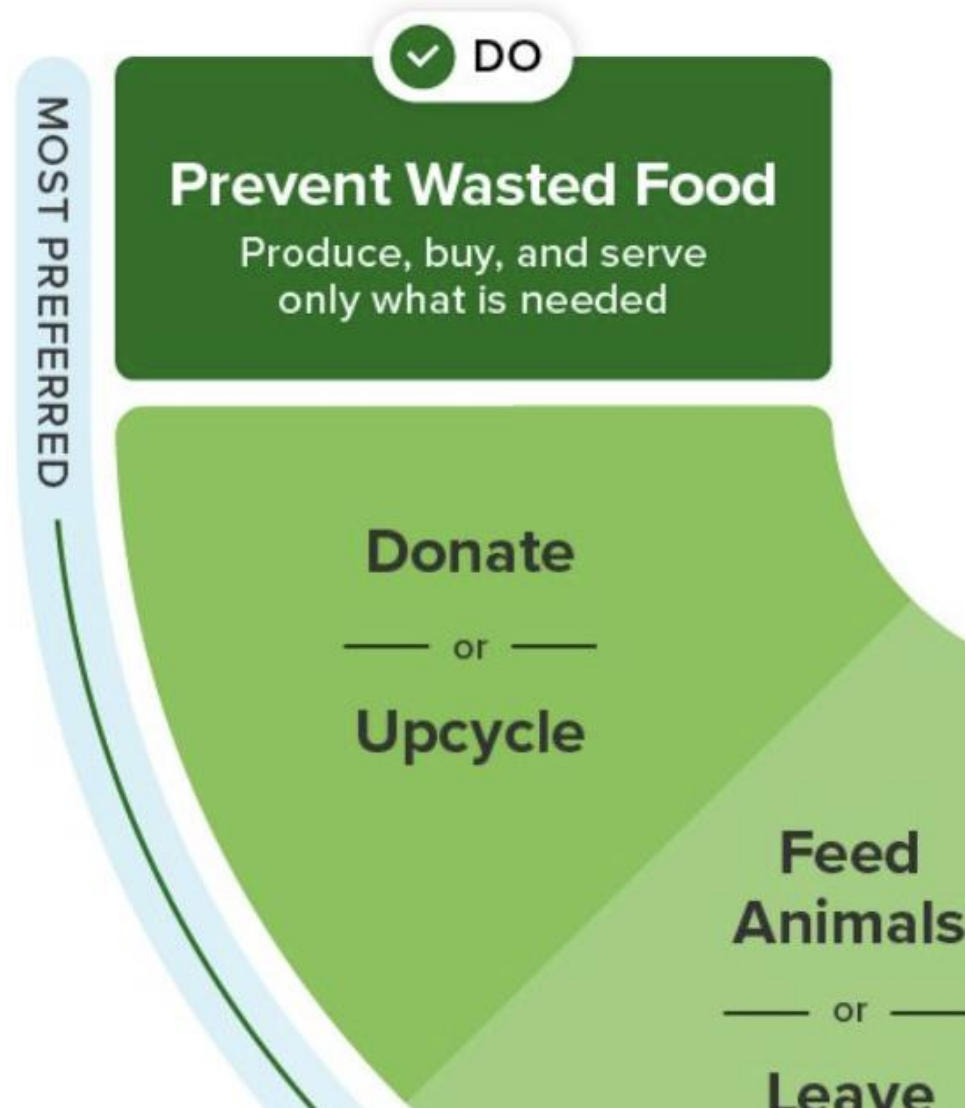 DO
MOST PREFERRED
Prevent Wasted Food
Produce, buy, and serve
only what is needed
Donate
or
Upcycle
Feed
Animals
or
Leave